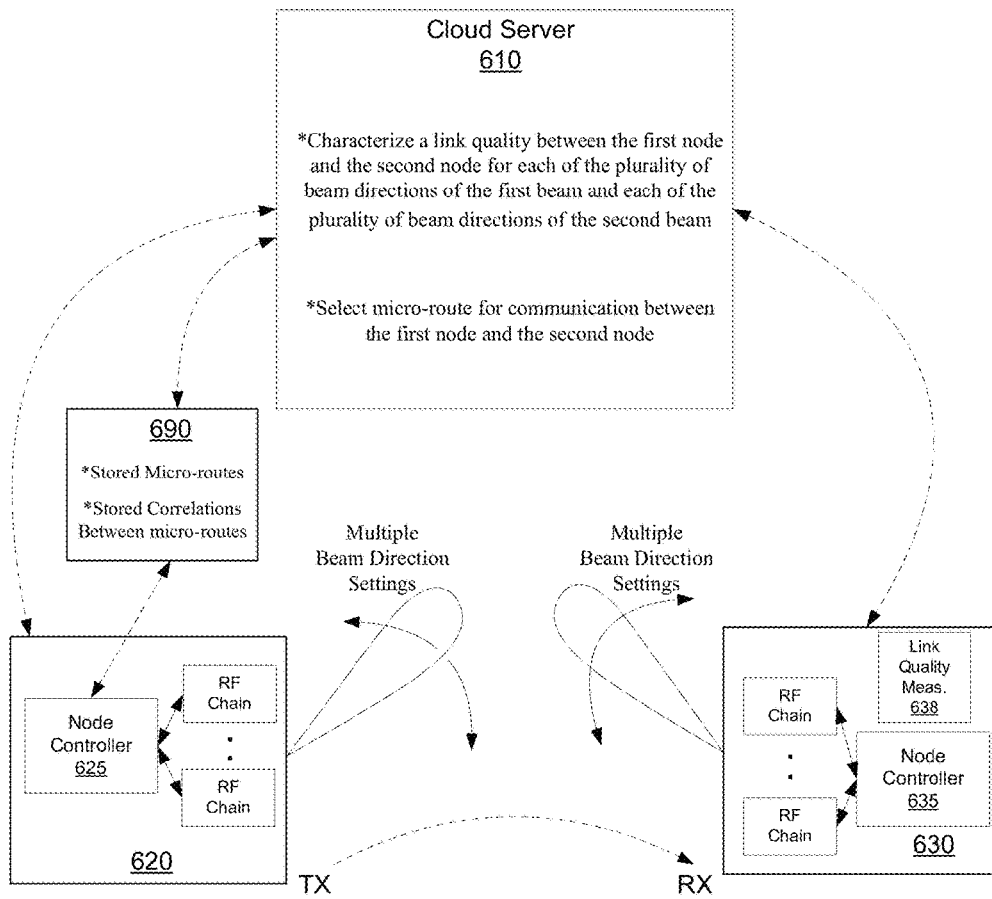 Cloud Server
610
*Characterize a link quality between the first node
and the second node for each of the plurality of
beam directions of the first beam and each of the
plurality of beam directions of the second beam
*Select micro-route for communication between
the first node and the second node
690
*Stored Micro-routes
*Stored Correlations
Between micro-routes
Multiple
Beam Direction
Settings
Multiple
Beam Direction
Settings
Node
Controller
625
RF
Chain
RF
Chain
620
TX
RX
RF
Chain
RF
Chain
Link
Quality
Meas.
638
Node
Controller
635
630